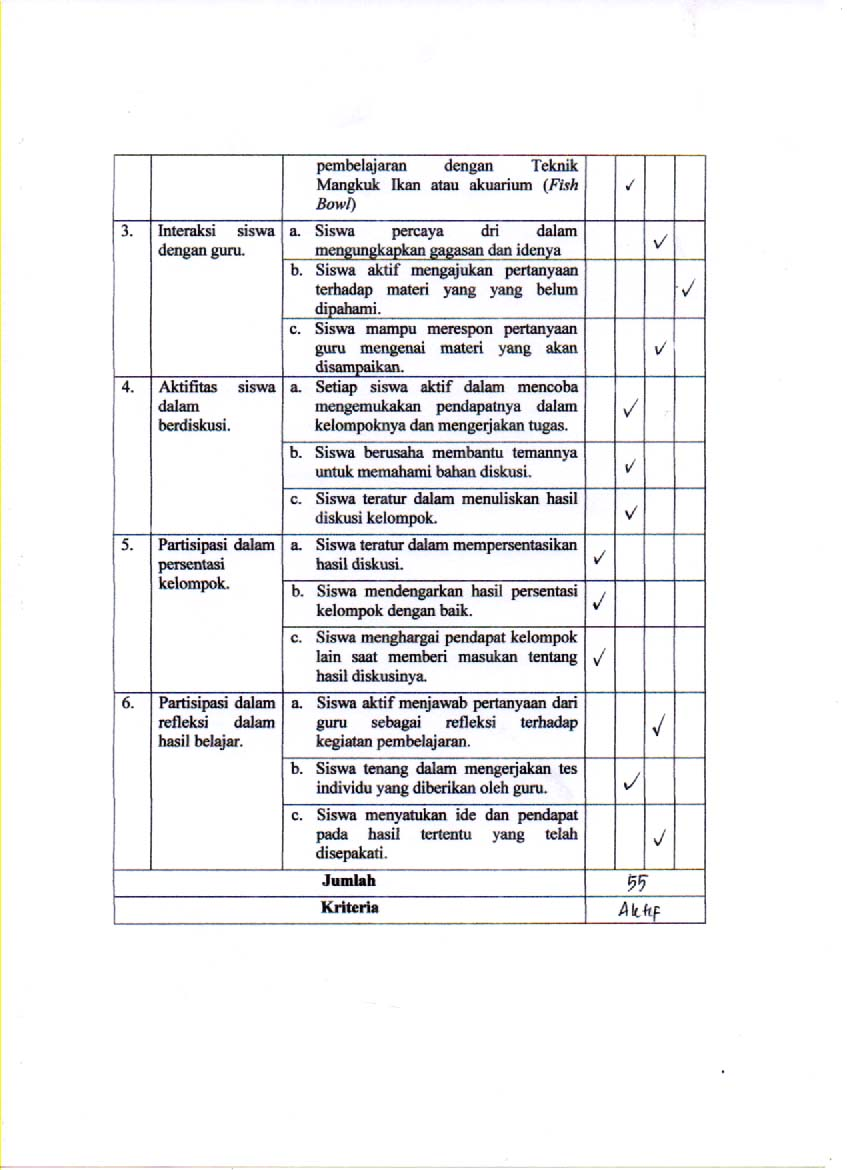 pembelajaran dengan Teknik
Mangkuk Ikan atau akuarium (Fish
Bowl)
✓
3. Interaksi siswa
dengan guru.
a. Siswa percaya dri dalam
mengungkapkan gagasan dan idenya
✓
b. Siswa aktif mengajukan pertanyaan
terhadap materi yang yang belum
dipahami.
✓
c. Siswa mampu merespon pertanyaan
guru mengenai materi yang akan
disampaikan.
✓
4. Aktifitas siswa
dalam
berdiskusi.
a. Setiap siswa aktif dalam mencoba
mengemukakan pendapatnya dalam
kelompoknya dan mengerjakan tugas.
✓
b. Siswa berusaha membantu temannya
untuk memahami bahan diskusi.
✓
c. Siswa teratur dalam menuliskan hasil
diskusi kelompok.
✓
5. Partisipasi dalam
persentasi
kelompok.
a. Siswa teratur dalam mempersentasikan
hasil diskusi.
✓
b. Siswa mendengarkan hasil persentasi
kelompok dengan baik.
✓
c. Siswa menghargai pendapat kelompok
lain saat memberi masukan tentang
hasil diskusinya.
✓
6. Partisipasi dalam
refleksi dalam
hasil belajar.
a. Siswa aktif menjawab pertanyaan dari
guru sebagai refleksi terhadap
kegiatan pembelajaran.
✓
b. Siswa tenang dalam mengerjakan tes
individu yang diberikan oleh guru.
✓
c. Siswa menyatukan ide dan pendapat
pada hasil tertentu yang telah
disepakati.
✓
Jumlah 55
Kriteria Aktif